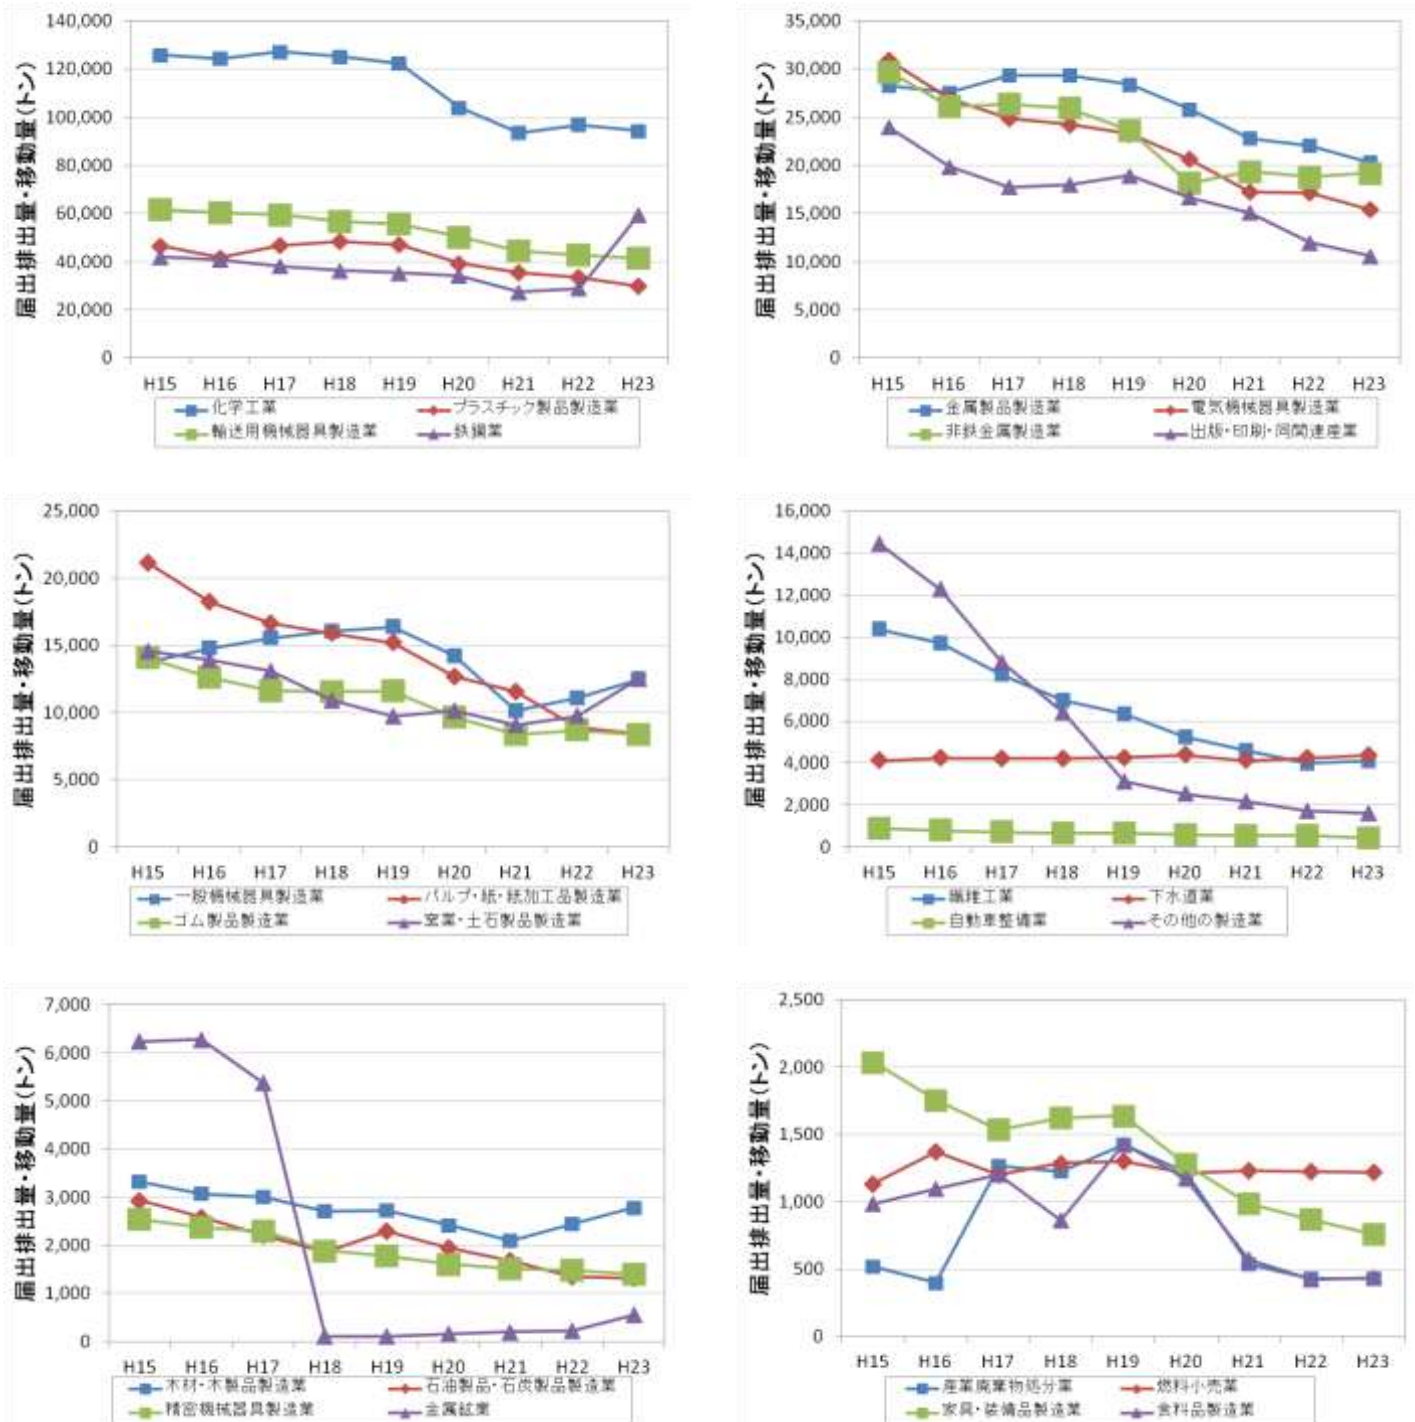 届出排出量・移動量(トン)
140,000
120,000
100,000
80,000
60,000
40,000
20,000
0
H15 H16 H17 H18 H19 H20 H21 H22 H23
化学工業 プラスチック製品製造業
輸送用機械器具製造業 鉄鋼業
届出排出量・移動量(トン)
35,000
30,000
25,000
20,000
15,000
10,000
5,000
0
H15 H16 H17 H18 H19 H20 H21 H22 H23
金属製品製造業 電気機械器具製造業
非鉄金属製造業 出版・印刷・同関連産業
届出排出量・移動量(トン)
25,000
20,000
15,000
10,000
5,000
0
H15 H16 H17 H18 H19 H20 H21 H22 H23
一般機械器具製造業 パルプ・紙・紙加工品製造業
ゴム製品製造業 窯業・土石製品製造業
届出排出量・移動量(トン)
16,000
14,000
12,000
10,000
8,000
6,000
4,000
2,000
0
H15 H16 H17 H18 H19 H20 H21 H22 H23
繊維工業 下水道業
自動車整備業 その他の製造業
届出排出量・移動量(トン)
7,000
6,000
5,000
4,000
3,000
2,000
1,000
0
H15 H16 H17 H18 H19 H20 H21 H22 H23
木材・木製品製造業 石油製品・石炭製品製造業
精密機械器具製造業 金属鉱業
届出排出量・移動量(トン)
2,500
2,000
1,500
1,000
500
0
H15 H16 H17 H18 H19 H20 H21 H22 H23
産業廃棄物処分業 燃料小売業
家具・装備品製造業 食料品製造業